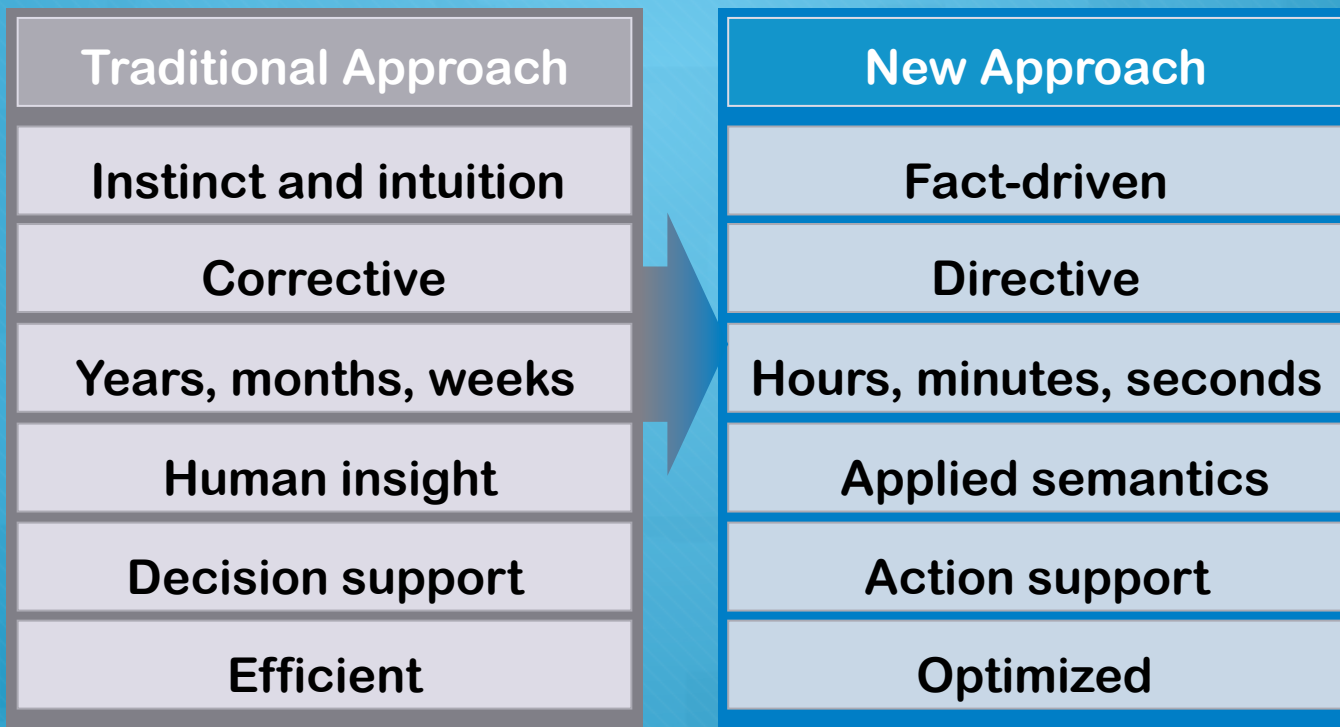 Traditional Approach
Instinct and intuition
Corrective
Years, months, weeks
Human insight
Decision support
Efficient
New Approach
Fact-driven
Directive
Hours, minutes, seconds
Applied semantics
Action support
Optimized